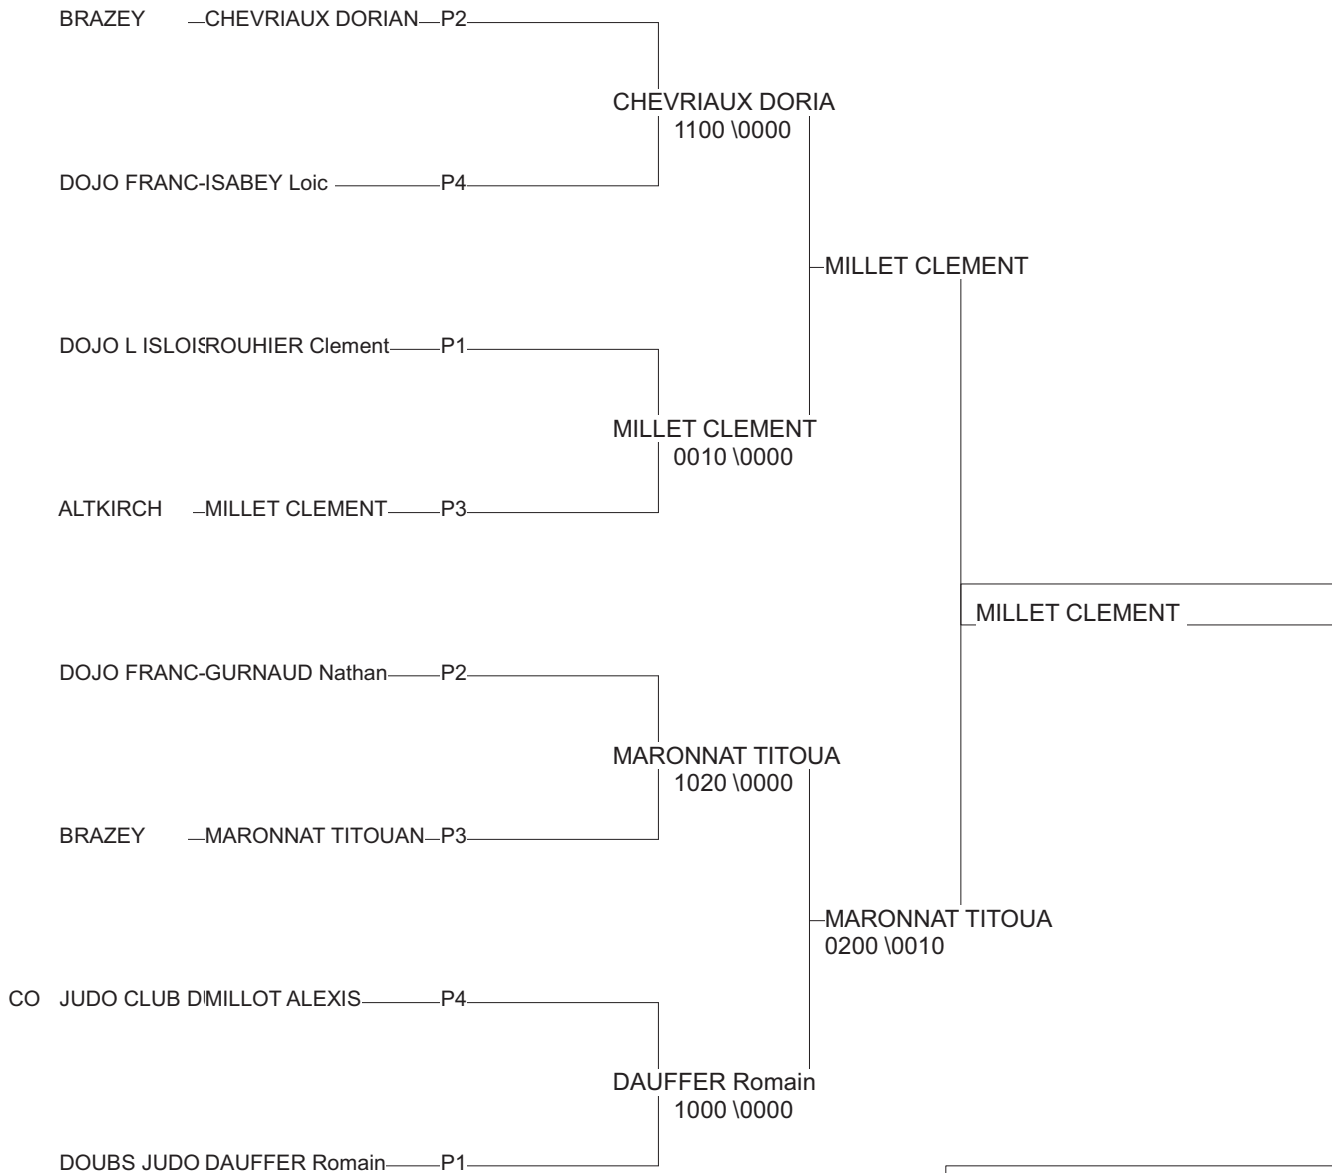 BRAZEY CHEVRIAUX DORIAN P2
CHEVRIAUX DORIA
1100 \0000
DOJO FRANC-ISABEY Loic P4
MILLET CLEMENT
DOJO L ISLOIS ROUHIER Clement P1
MILLET CLEMENT
0010 \0000
ALTKIRCH MILLET CLEMENT P3
MILLET CLEMENT
DOJO FRANC-GURNAUD Nathan P2
MARONNAT TITOUA
1020 \0000
BRAZEY MARONNAT TITOUAN P3
MARONNAT TITOUA
0200 \0010
CO JUDO CLUB D MILLOT ALEXIS P4
DAUFFER Romain
1000 \0000
DOUBS JUDO DAUFFER Romain P1